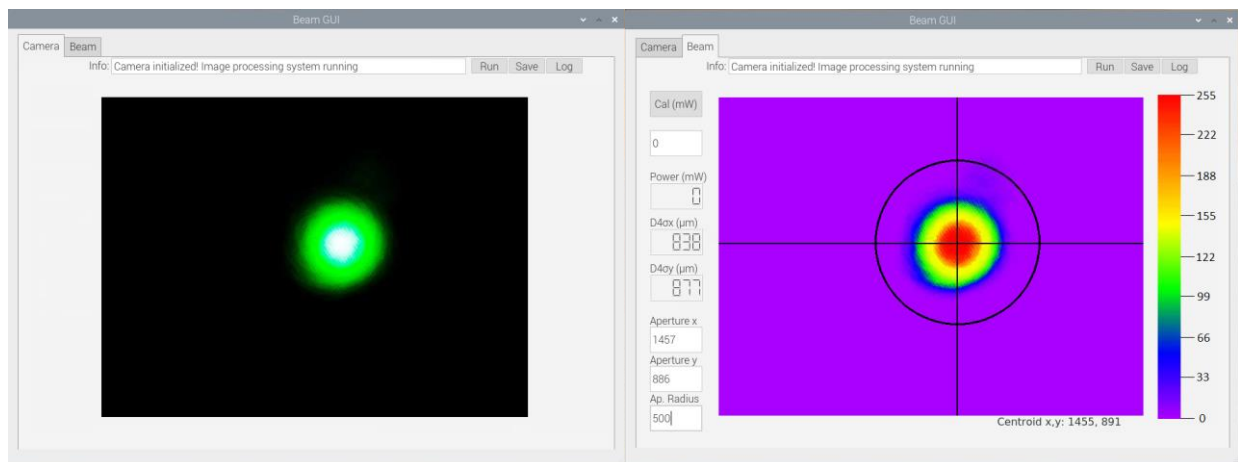 Beam GUI
Camera Beam
Info: Camera initialized! Image processing system running Run Save Log
Beam GUI
Camera Beam
Info: Camera initialized! Image processing system running Run Save Log
Cal (mW)
0
Power (mW)
0
D4σx (µm)
838
D4σy (µm)
877
Aperture x
1457
Aperture y
886
Ap. Radius
500
255
222
188
155
122
99
66
33
0
Centroid x,y: 1455, 891